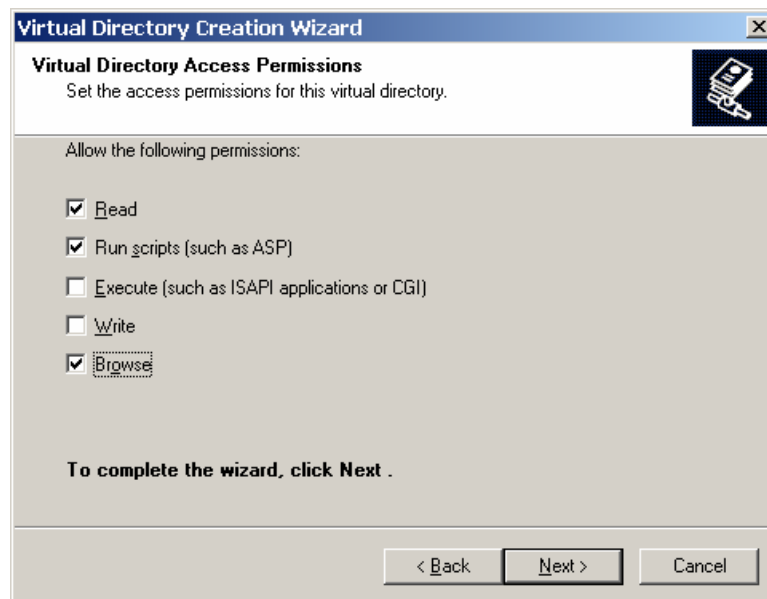 Virtual Directory Creation Wizard
Virtual Directory Access Permissions
Set the access permissions for this virtual directory.
Allow the following permissions:
Read
Run scripts (such as ASP)
Execute (such as ISAPI applications or CGI)
Write
Browse
To complete the wizard, click Next .
< Back Next > Cancel